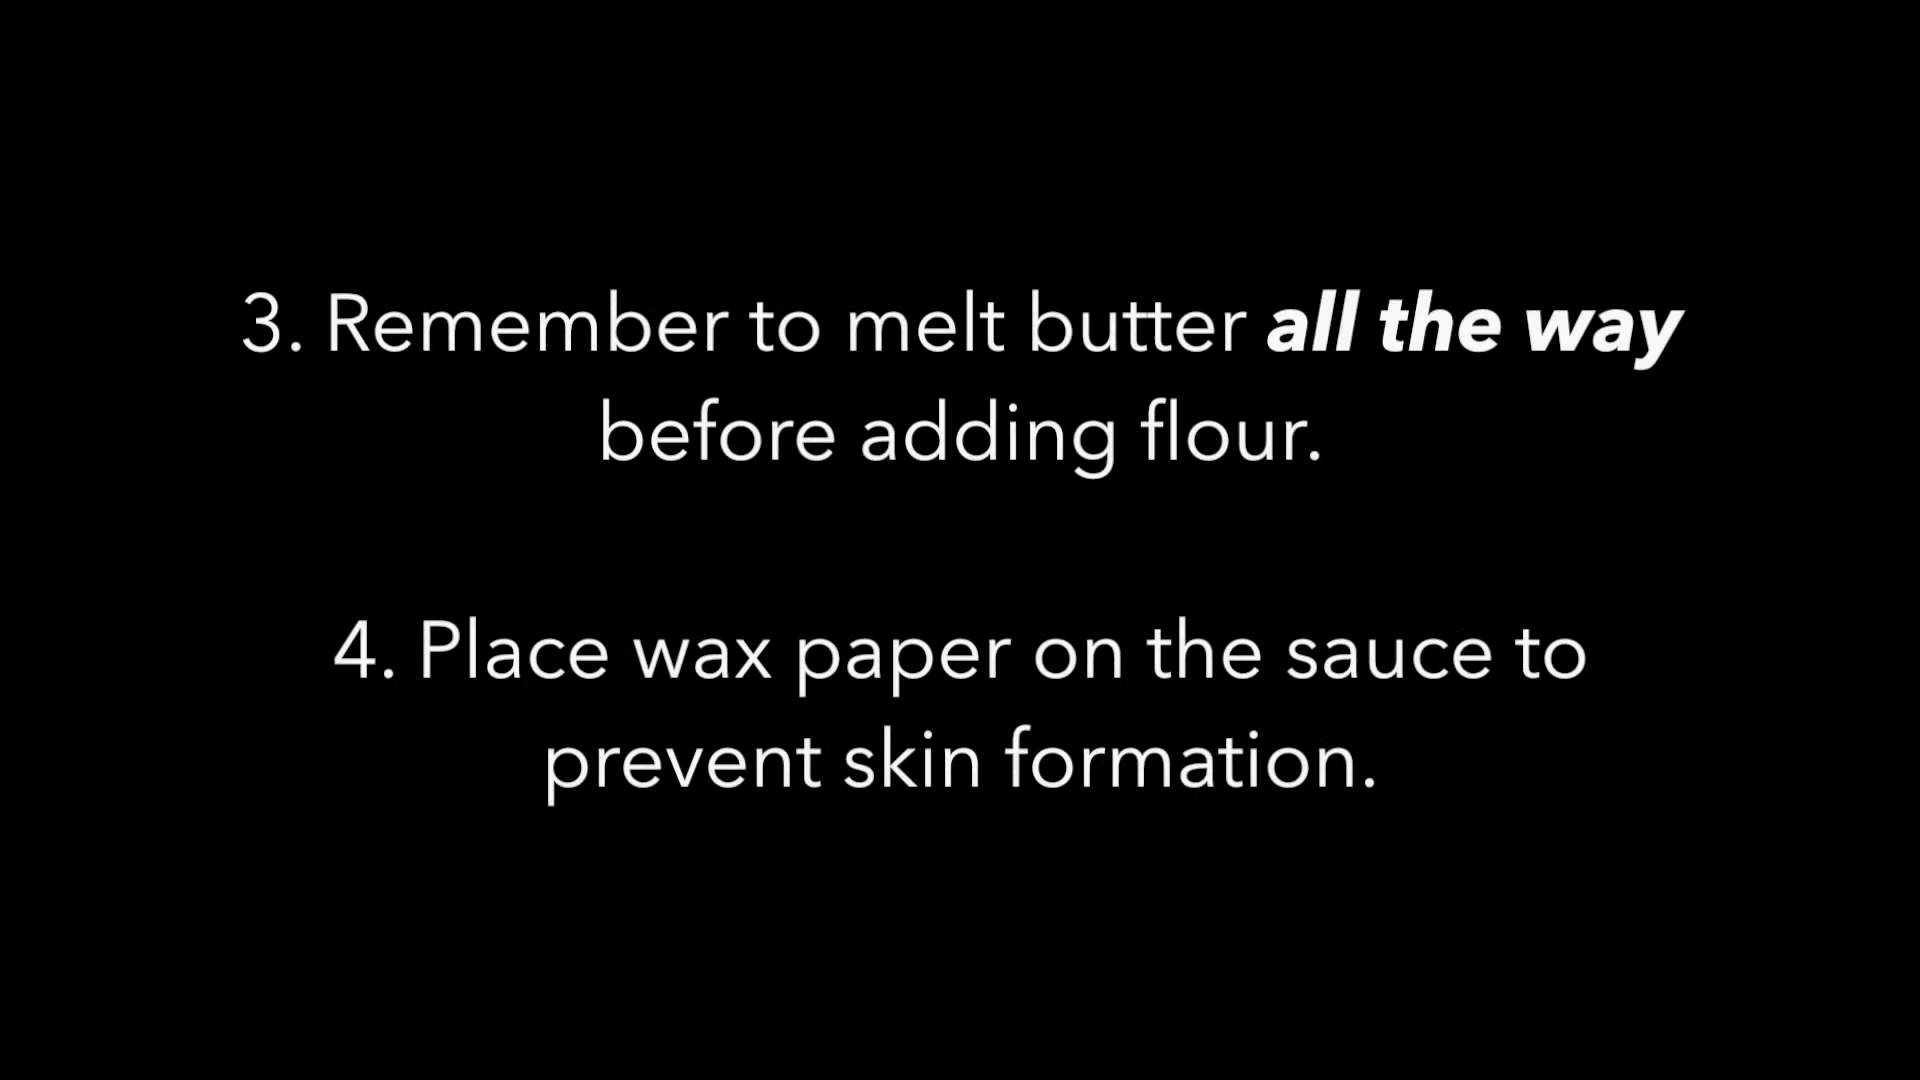 3. Remember to melt butter all the way
before adding flour.
4. Place wax paper on the sauce to
prevent skin formation.